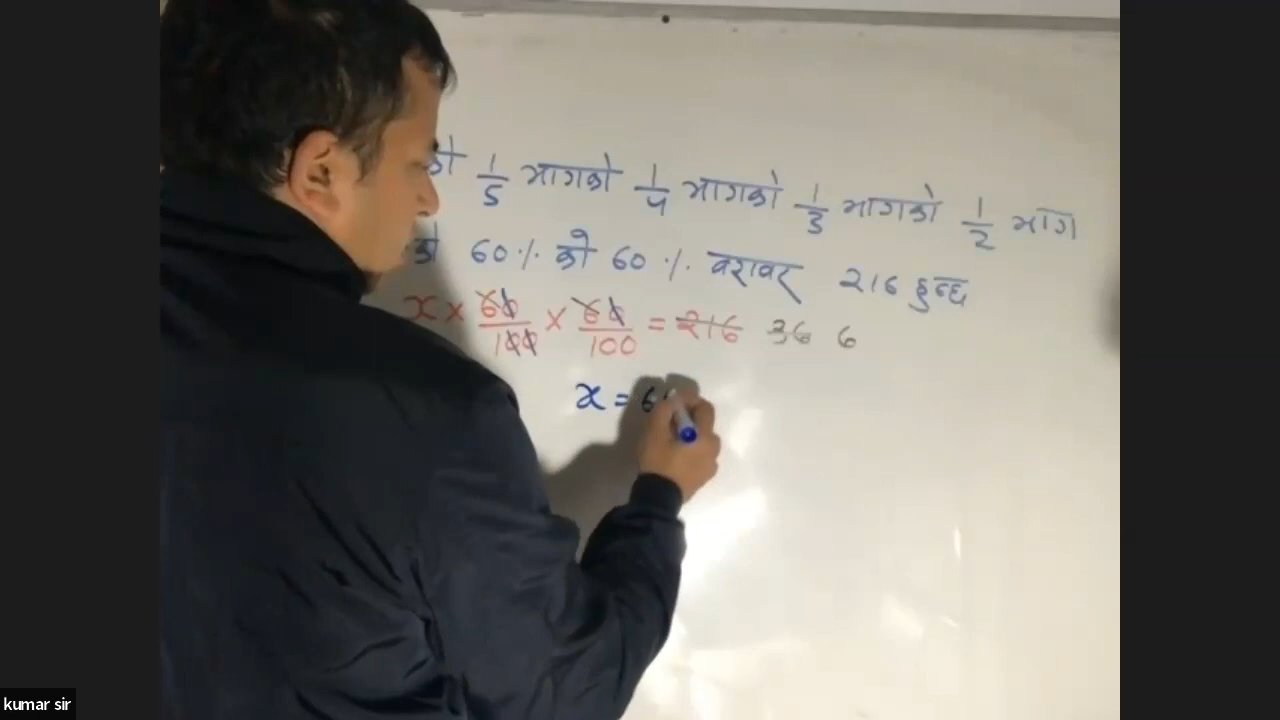 को 1/5 भागको 1/4 भागको 1/3 भागको 1/2 भाग
को 60% को 60% बराबर 216 हुन्छ
x × 60/100 × 60/100 = 216 36 6
x = 6
kumar sir